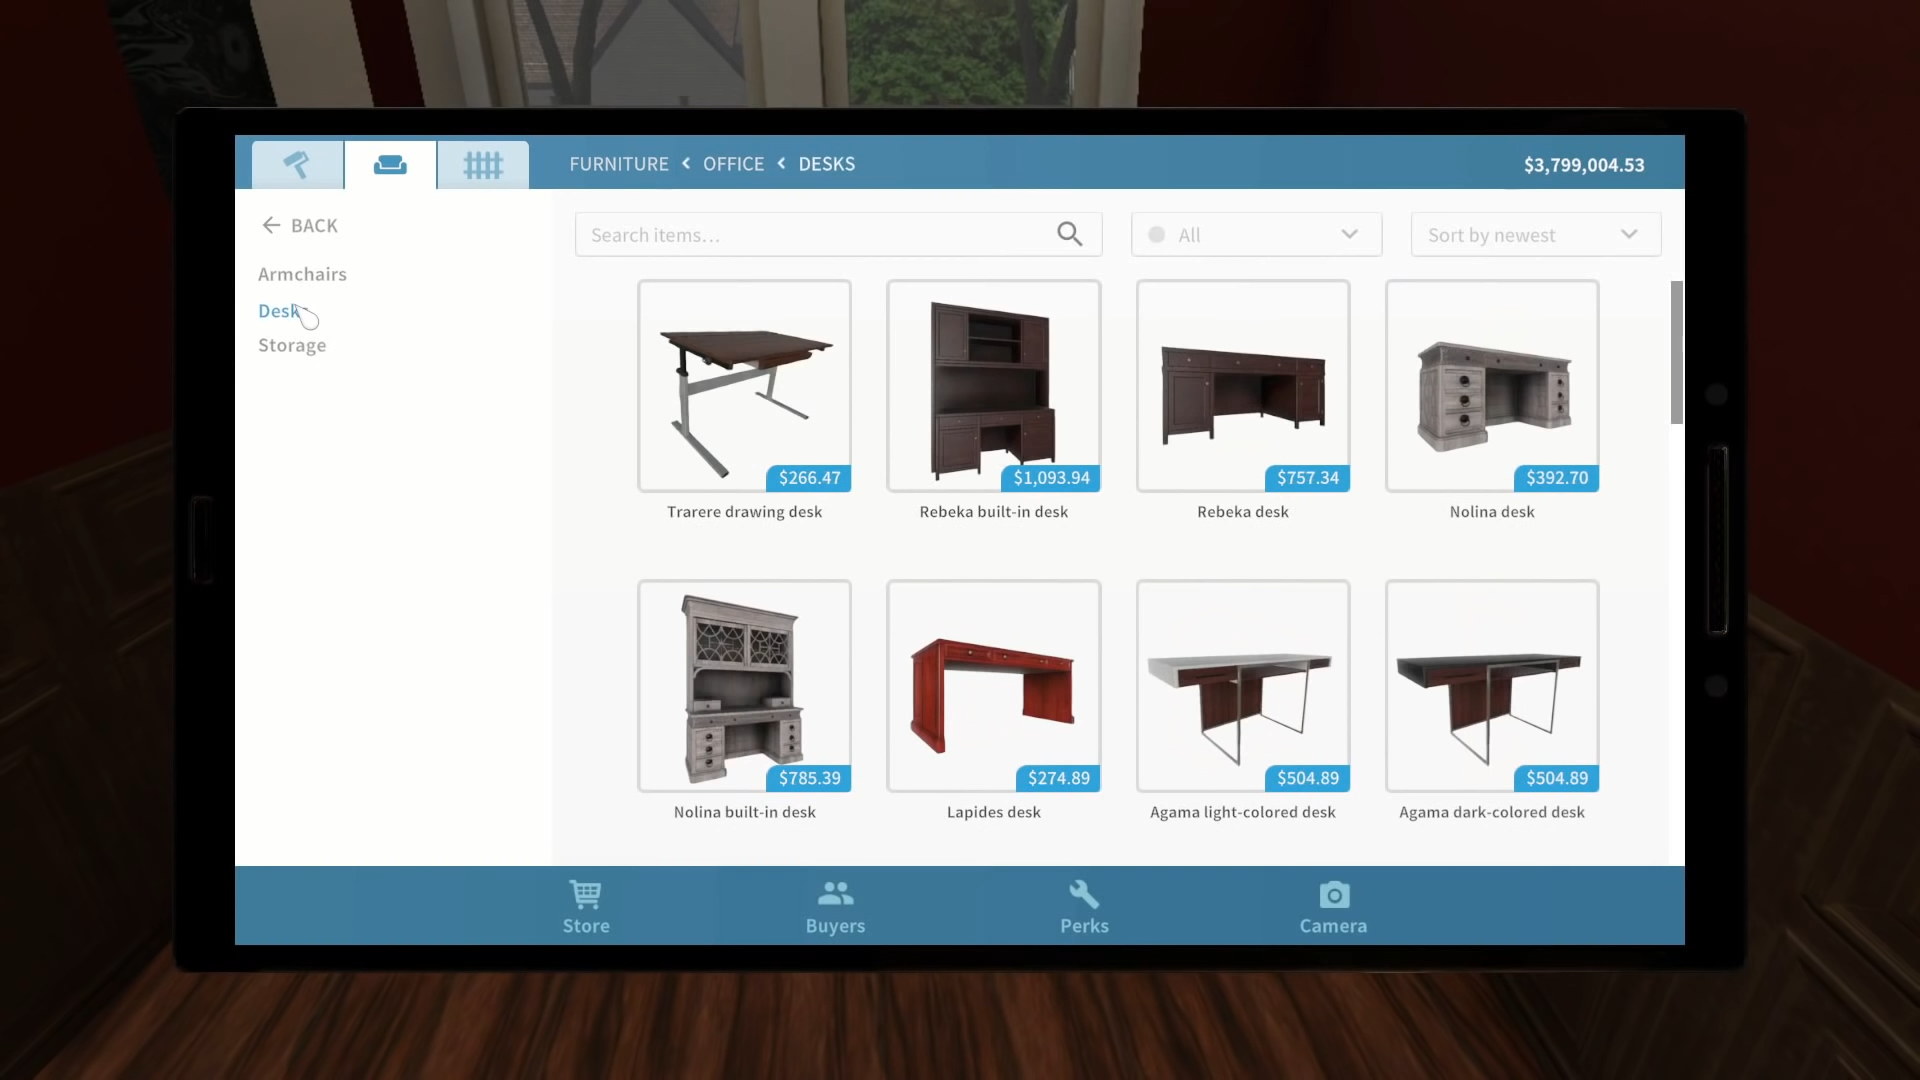 FURNITURE < OFFICE < DESKS
$3,799,004.53
BACK
Armchairs
Desks
Storage
Search items...
All
Sort by newest
$266.47
$1,093.94
$757.34
$392.70
Trarere drawing desk
Rebeka built-in desk
Rebeka desk
Nolina desk
$785.39
$274.89
$504.89
$504.89
Nolina built-in desk
Lapides desk
Agama light-colored desk
Agama dark-colored desk
Store
Buyers
Perks
Camera